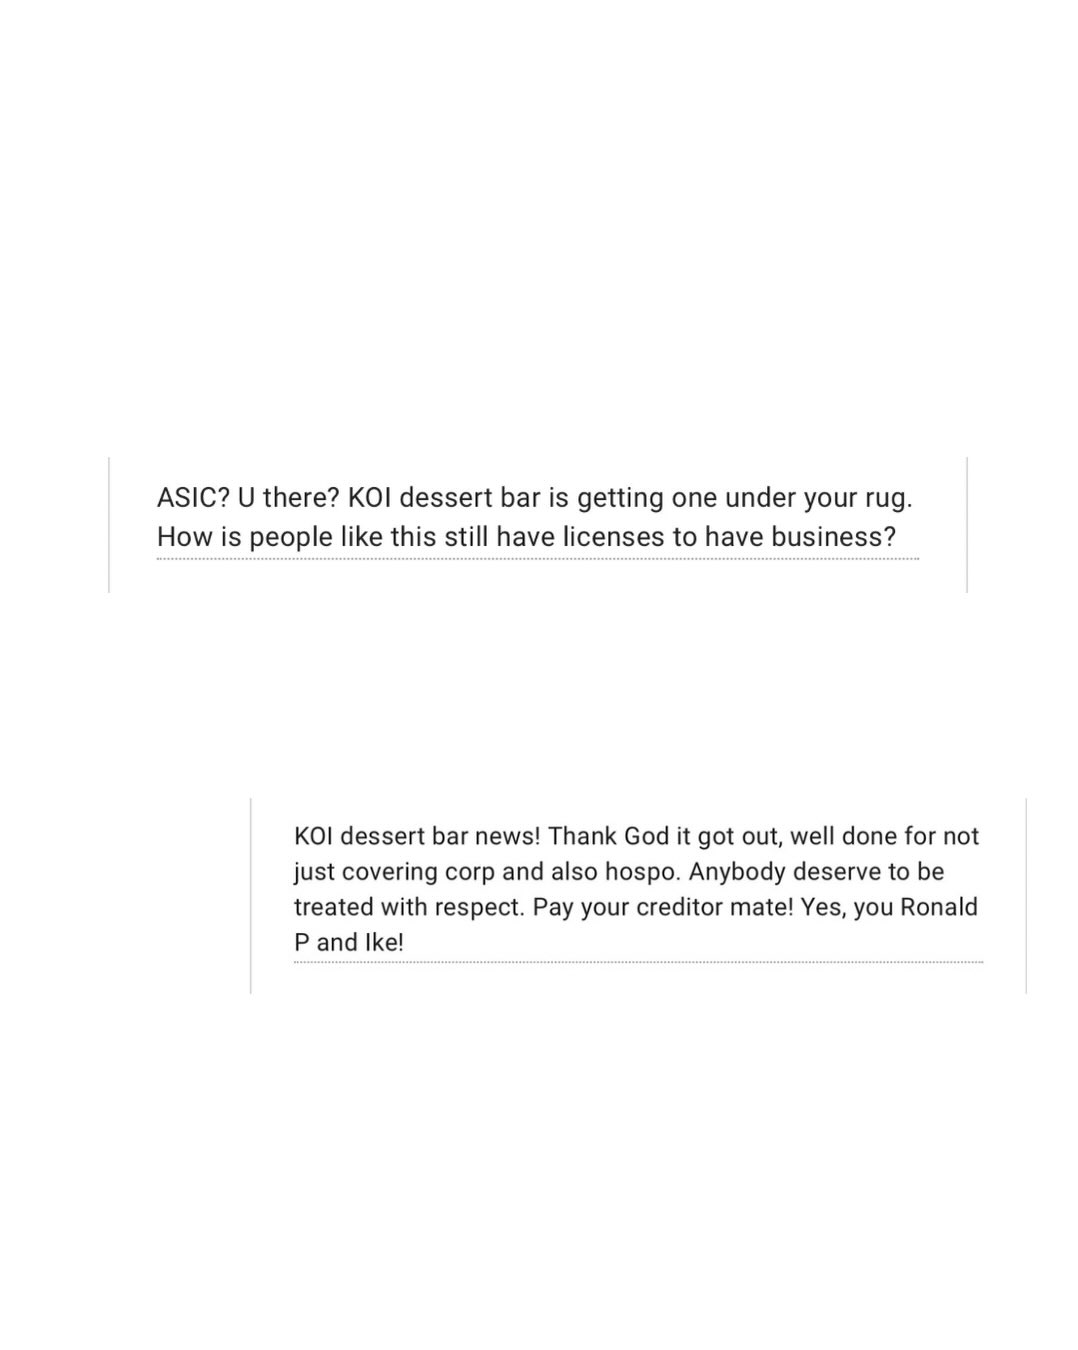 ASIC? U there? KOI dessert bar is getting one under your rug.
How is people like this still have licenses to have business?
KOI dessert bar news! Thank God it got out, well done for not
just covering corp and also hospo. Anybody deserve to be
treated with respect. Pay your creditor mate! Yes, you Ronald
P and Ike!